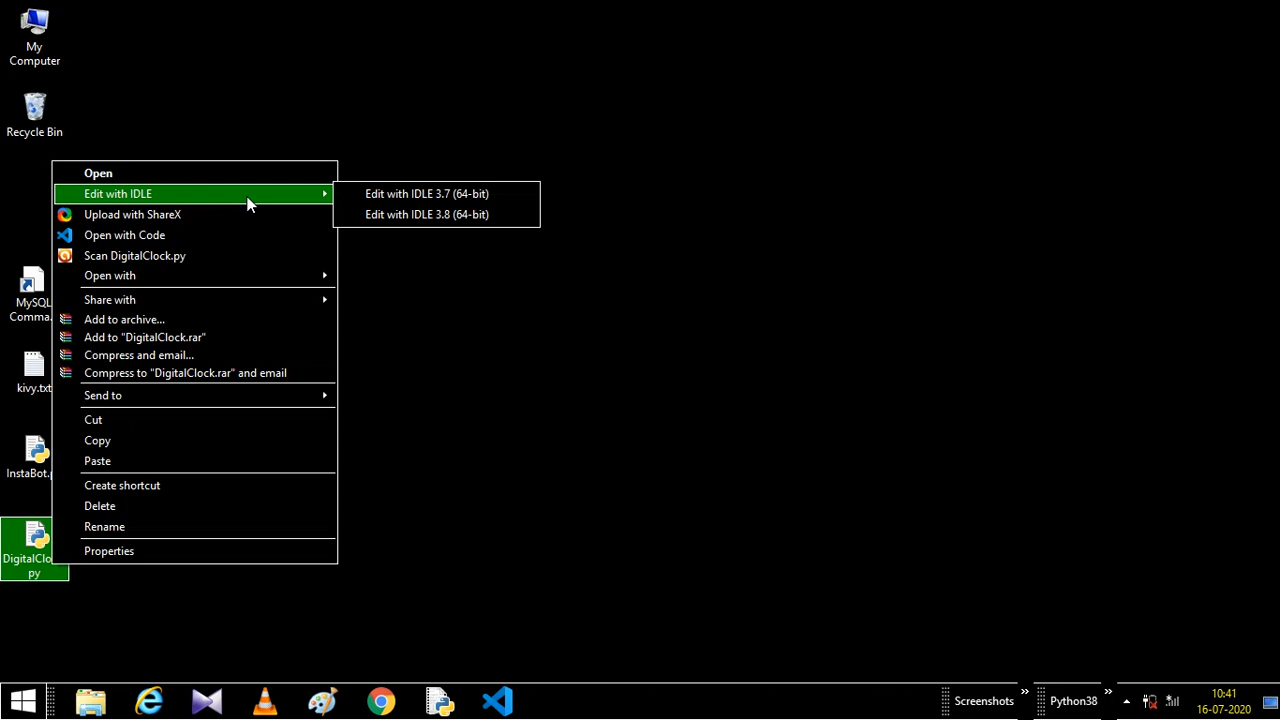 My
Computer
Recycle Bin
MySQL
Comma..
kivy.txt
InstaBot.
DigitalClo
py
Open
Edit with IDLE
Upload with ShareX
Open with Code
Scan DigitalClock.py
Open with
Share with
Add to archive...
Add to "DigitalClock.rar"
Compress and email...
Compress to "DigitalClock.rar" and email
Send to
Cut
Copy
Paste
Create shortcut
Delete
Rename
Properties
Edit with IDLE 3.7 (64-bit)
Edit with IDLE 3.8 (64-bit)
Screenshots
»
Python38
»
10:41
16-07-2020